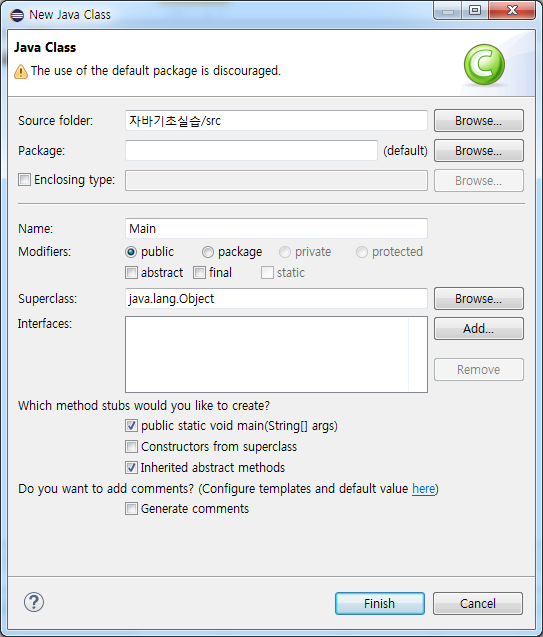 New Java Class
Java Class
The use of the default package is discouraged.
Source folder: 자바기초실습/src Browse...
Package: (default) Browse...
Enclosing type: Browse...
Name: Main
Modifiers: public package private protected
abstract final static
Superclass: java.lang.Object Browse...
Interfaces: Add...
Remove
Which method stubs would you like to create?
public static void main(String[] args)
Constructors from superclass
Inherited abstract methods
Do you want to add comments? (Configure templates and default value here)
Generate comments
? Finish Cancel